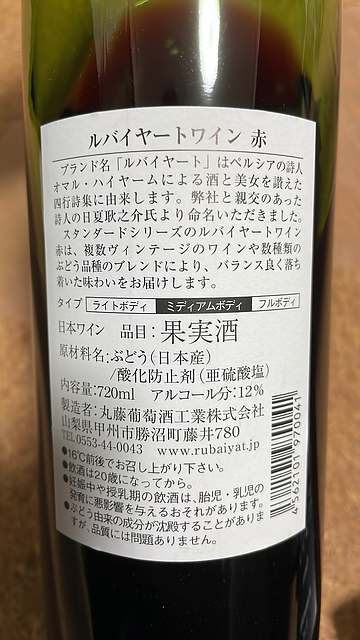 ルバイヤートワイン 赤
ブランド名「ルバイヤート」はペルシアの詩人
オマル・ハイヤームによる酒と美女を讃えた
四行詩集に由来します。弊社と親交のあった
詩人の日夏耿之介氏より命名いただきました。
スタンダードシリーズのルバイヤートワイン
赤は、複数ヴィンテージのワインや数種類の
ぶどう品種のブレンドにより、バランス良く落ち
着いた味わいをお届けします。
タイプ ライトボディ ミディアムボディ フルボディ
日本ワイン 品目:果実酒
原材料名:ぶどう(日本産)
/酸化防止剤(亜硫酸塩)
内容量:720ml アルコール分:12%
製造者:丸藤葡萄酒工業株式会社
山梨県甲州市勝沼町藤井780
TEL0553-44-0043 www.rubaiyat.jp
●16℃前後でお召し上がり下さい。
●飲酒は20歳になってから。
●妊娠中や授乳期の飲酒は、胎児・乳児の
発育に悪影響を与えるおそれがあります。
●ぶどう由来の成分が沈殿することがありま
すが、品質には問題ありません。
4562101970041